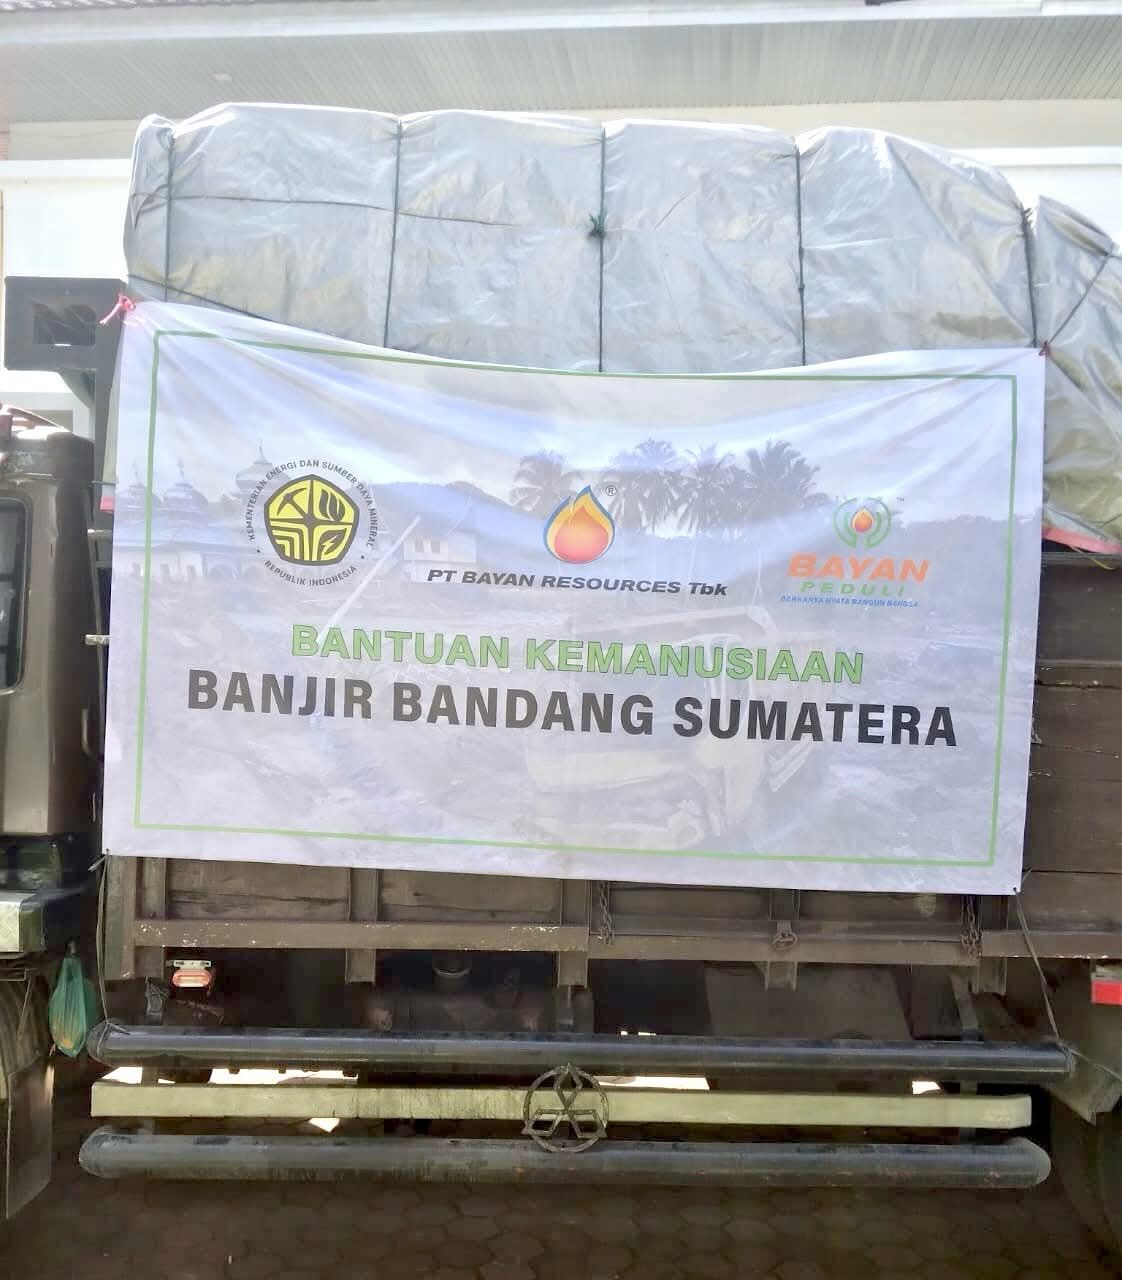 KEMENTERIAN ENERGI DAN SUMBER DAYA MINERAL
REPUBLIK INDONESIA
®
PT BAYAN RESOURCES Tbk
™
BAYAN
PEDULI
BERKARYA NYATA BANGUN BANGSA
BANTUAN KEMANUSIAAN
BANJIR BANDANG SUMATERA